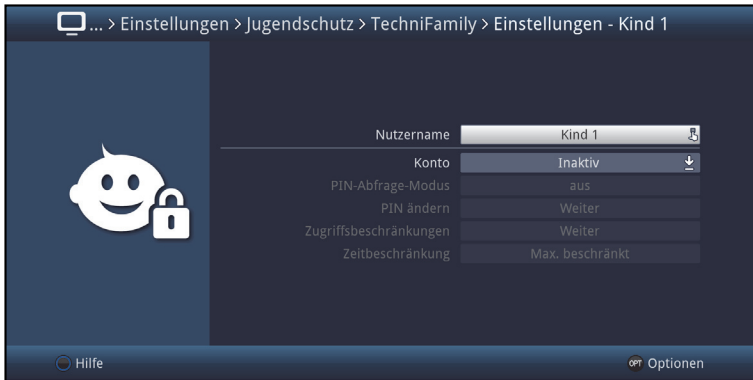 ... > Einstellungen > Jugendschutz > TechniFamily > Einstellungen - Kind 1
Nutzername Kind 1
Konto Inaktiv
PIN-Abfrage-Modus aus
PIN ändern Weiter
Zugriffsbeschränkungen Weiter
Zeitbeschränkung Max. beschränkt
Hilfe OPT Optionen